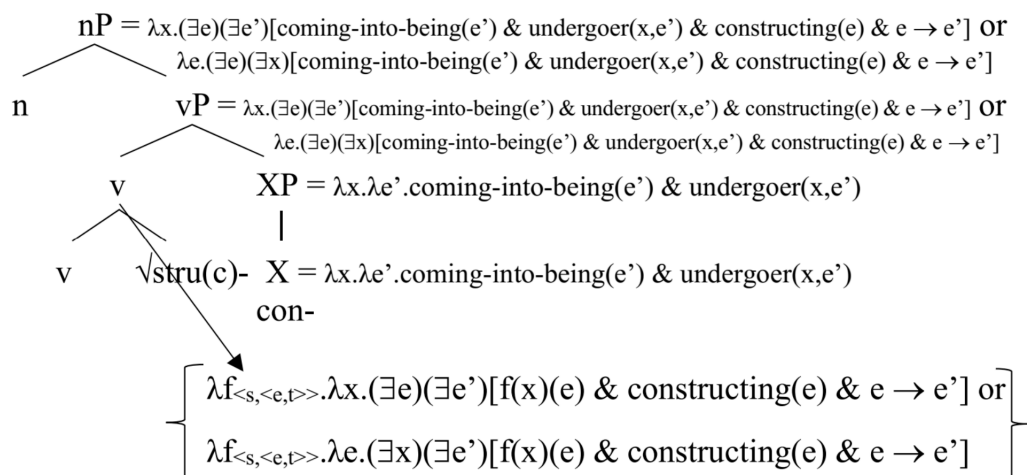 nP = λx.(∃e)(∃e’)[coming-into-being(e’) & undergoer(x,e’) & constructing(e) & e → e’] or
λe.(∃e)(∃x)[coming-into-being(e’) & undergoer(x,e’) & constructing(e) & e → e’]
n vP = λx.(∃e)(∃e’)[coming-into-being(e’) & undergoer(x,e’) & constructing(e) & e → e’] or
λe.(∃e)(∃x)[coming-into-being(e’) & undergoer(x,e’) & constructing(e) & e → e’]
v XP = λx.λe’.coming-into-being(e’) & undergoer(x,e’)
v √stru(c)- X = λx.λe’.coming-into-being(e’) & undergoer(x,e’)
con-
λf<s,<e,t>>.λx.(∃e)(∃e’)[f(x)(e) & constructing(e) & e → e’] or
λf<s,<e,t>>.λe.(∃x)(∃e’)[f(x)(e) & constructing(e) & e → e’]